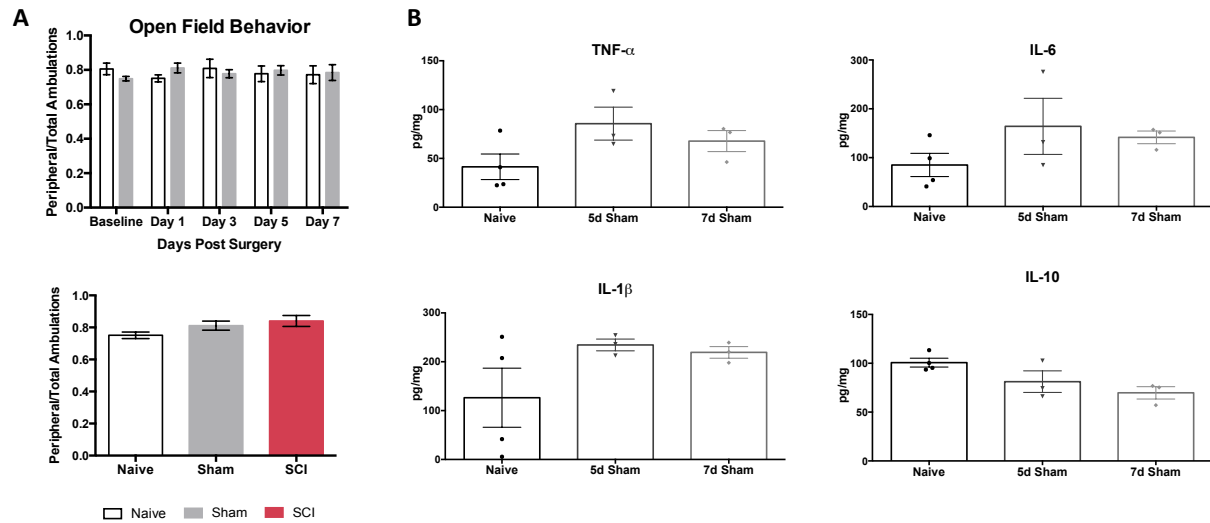 A
Open Field Behavior
Peripheral/Total Ambulations
1.0
0.8
0.6
0.4
0.2
0.0
Baseline Day 1 Day 3 Day 5 Day 7
Days Post Surgery
Peripheral/Total Ambulations
1.0
0.8
0.6
0.4
0.2
0.0
Naive Sham SCI
Naive Sham SCI
B
TNF-α
pg/mg
150
100
50
0
Naive 5d Sham 7d Sham
IL-6
pg/mg
300
200
100
0
Naive 5d Sham 7d Sham
IL-1β
pg/mg
300
200
100
0
Naive 5d Sham 7d Sham
IL-10
pg/mg
150
100
50
0
Naive 5d Sham 7d Sham